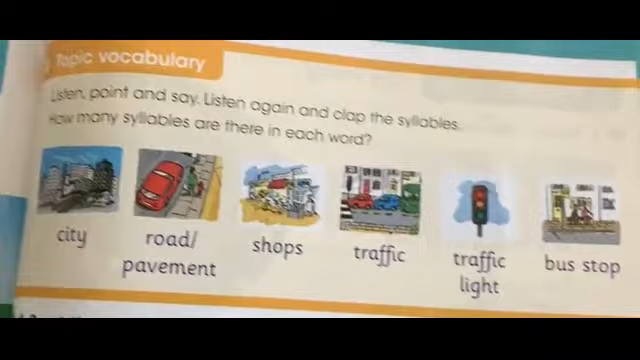 Topic vocabulary
Listen, point and say. Listen again and clap the syllables.
How many syllables are there in each word?
city
road/
pavement
shops
traffic
traffic
light
bus stop